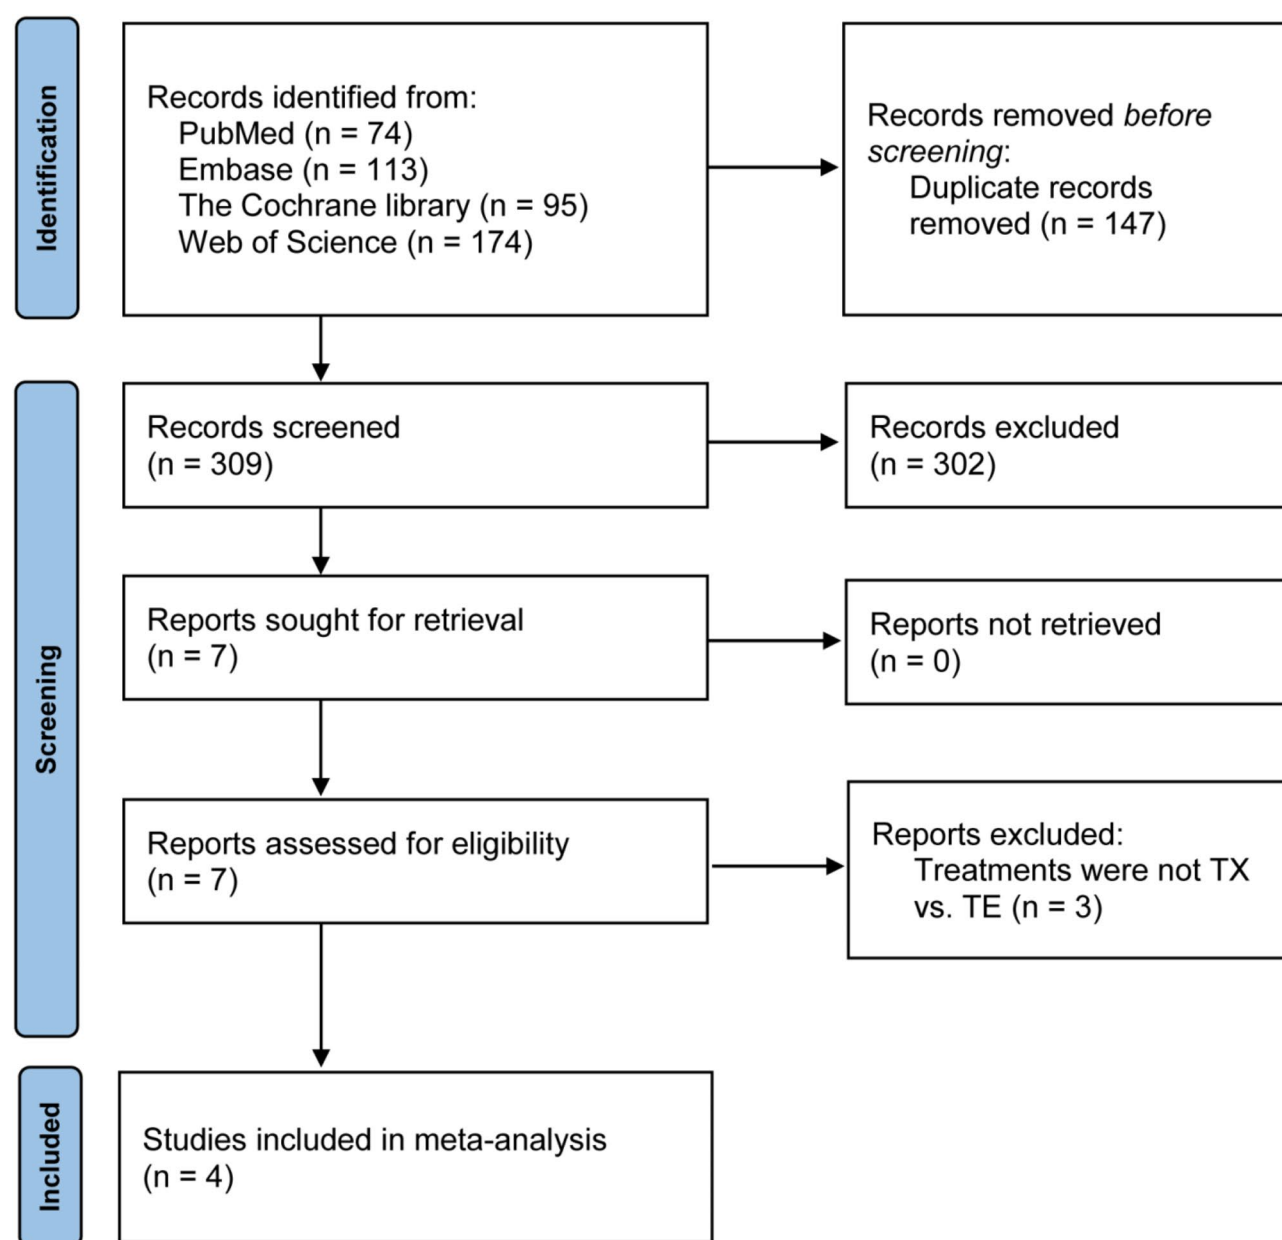 Identification
Records identified from:
PubMed (n = 74)
Embase (n = 113)
The Cochrane library (n = 95)
Web of Science (n = 174)
Records removed before
screening:
Duplicate records
removed (n = 147)
Screening
Records screened
(n = 309)
Records excluded
(n = 302)
Reports sought for retrieval
(n = 7)
Reports not retrieved
(n = 0)
Reports assessed for eligibility
(n = 7)
Reports excluded:
Treatments were not TX
vs. TE (n = 3)
Included
Studies included in meta-analysis
(n = 4)